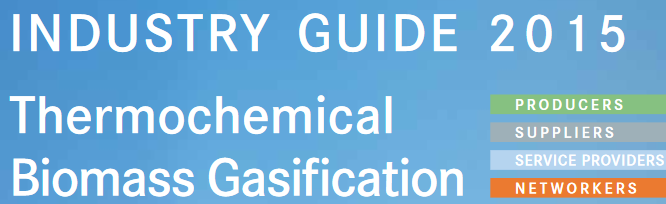 INDUSTRY GUIDE 2015
Thermochemical
Biomass Gasification
PRODUCERS
SUPPLIERS
SERVICE PROVIDERS
NETWORKERS